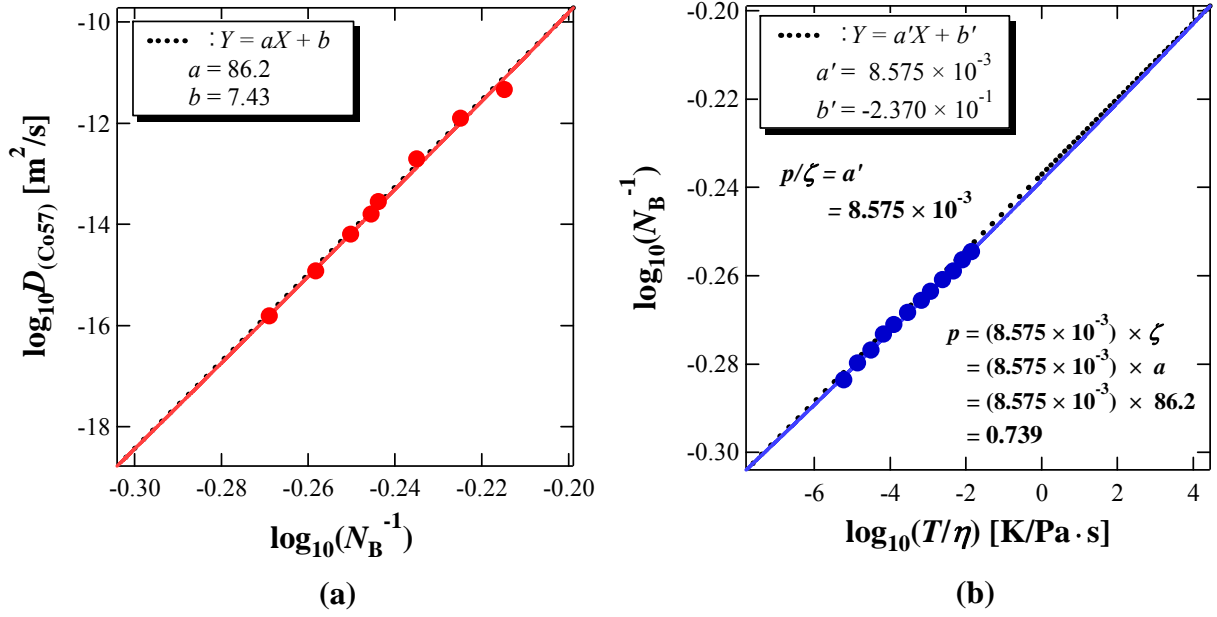 -10
-12
-14
-16
-18
log10D(Co57) [m²/s]
: Y = aX + b
a = 86.2
b = 7.43
-0.30
-0.28
-0.26
-0.24
-0.22
-0.20
log10(NB⁻¹)
(a)
-0.20
-0.22
-0.24
-0.26
-0.28
-0.30
log10(NB⁻¹)
: Y = a′X + b′
a′ = 8.575 × 10⁻³
b′ = -2.370 × 10⁻¹
p/ζ = a′
= 8.575 × 10⁻³
p = (8.575 × 10⁻³) × ζ
= (8.575 × 10⁻³) × a
= (8.575 × 10⁻³) × 86.2
= 0.739
-6
-4
-2
0
2
4
log10(T/η) [K/Pa·s]
(b)